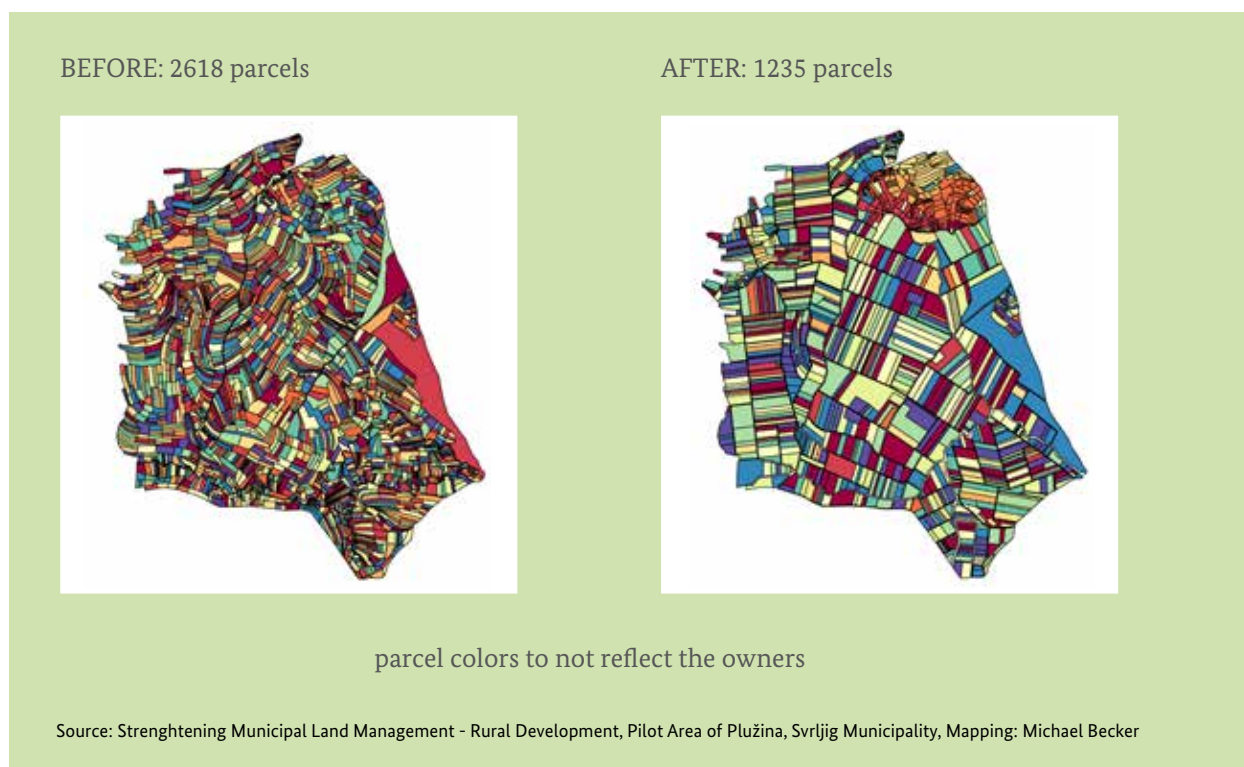 BEFORE: 2618 parcels
AFTER: 1235 parcels
parcel colors to not reflect the owners
Source: Strenghtening Municipal Land Management - Rural Development, Pilot Area of Plužina, Svrljig Municipality, Mapping: Michael Becker